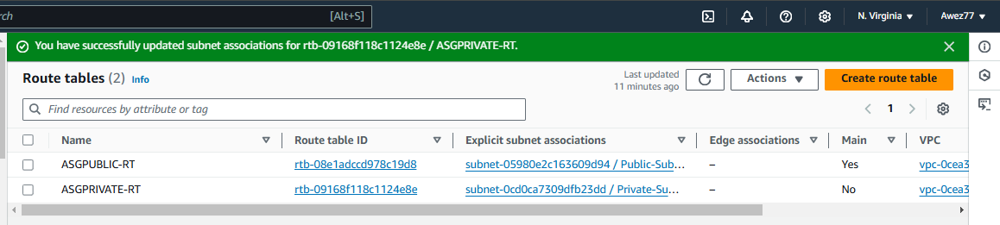 rch [Alt+S] N. Virginia Awez77
You have successfully updated subnet associations for rtb-09168f118c1124e8e / ASGPRIVATE-RT.
Route tables (2) Info
Last updated
11 minutes ago
Actions
Create route table
Find resources by attribute or tag
1
Name Route table ID Explicit subnet associations Edge associations Main VPC
ASGPUBLIC-RT rtb-08e1adccd978c19d8 subnet-05980e2c163609d94 / Public-Sub… – Yes vpc-0cea3
ASGPRIVATE-RT rtb-09168f118c1124e8e subnet-0cd0ca7309dfb23dd / Private-Su… – No vpc-0cea3